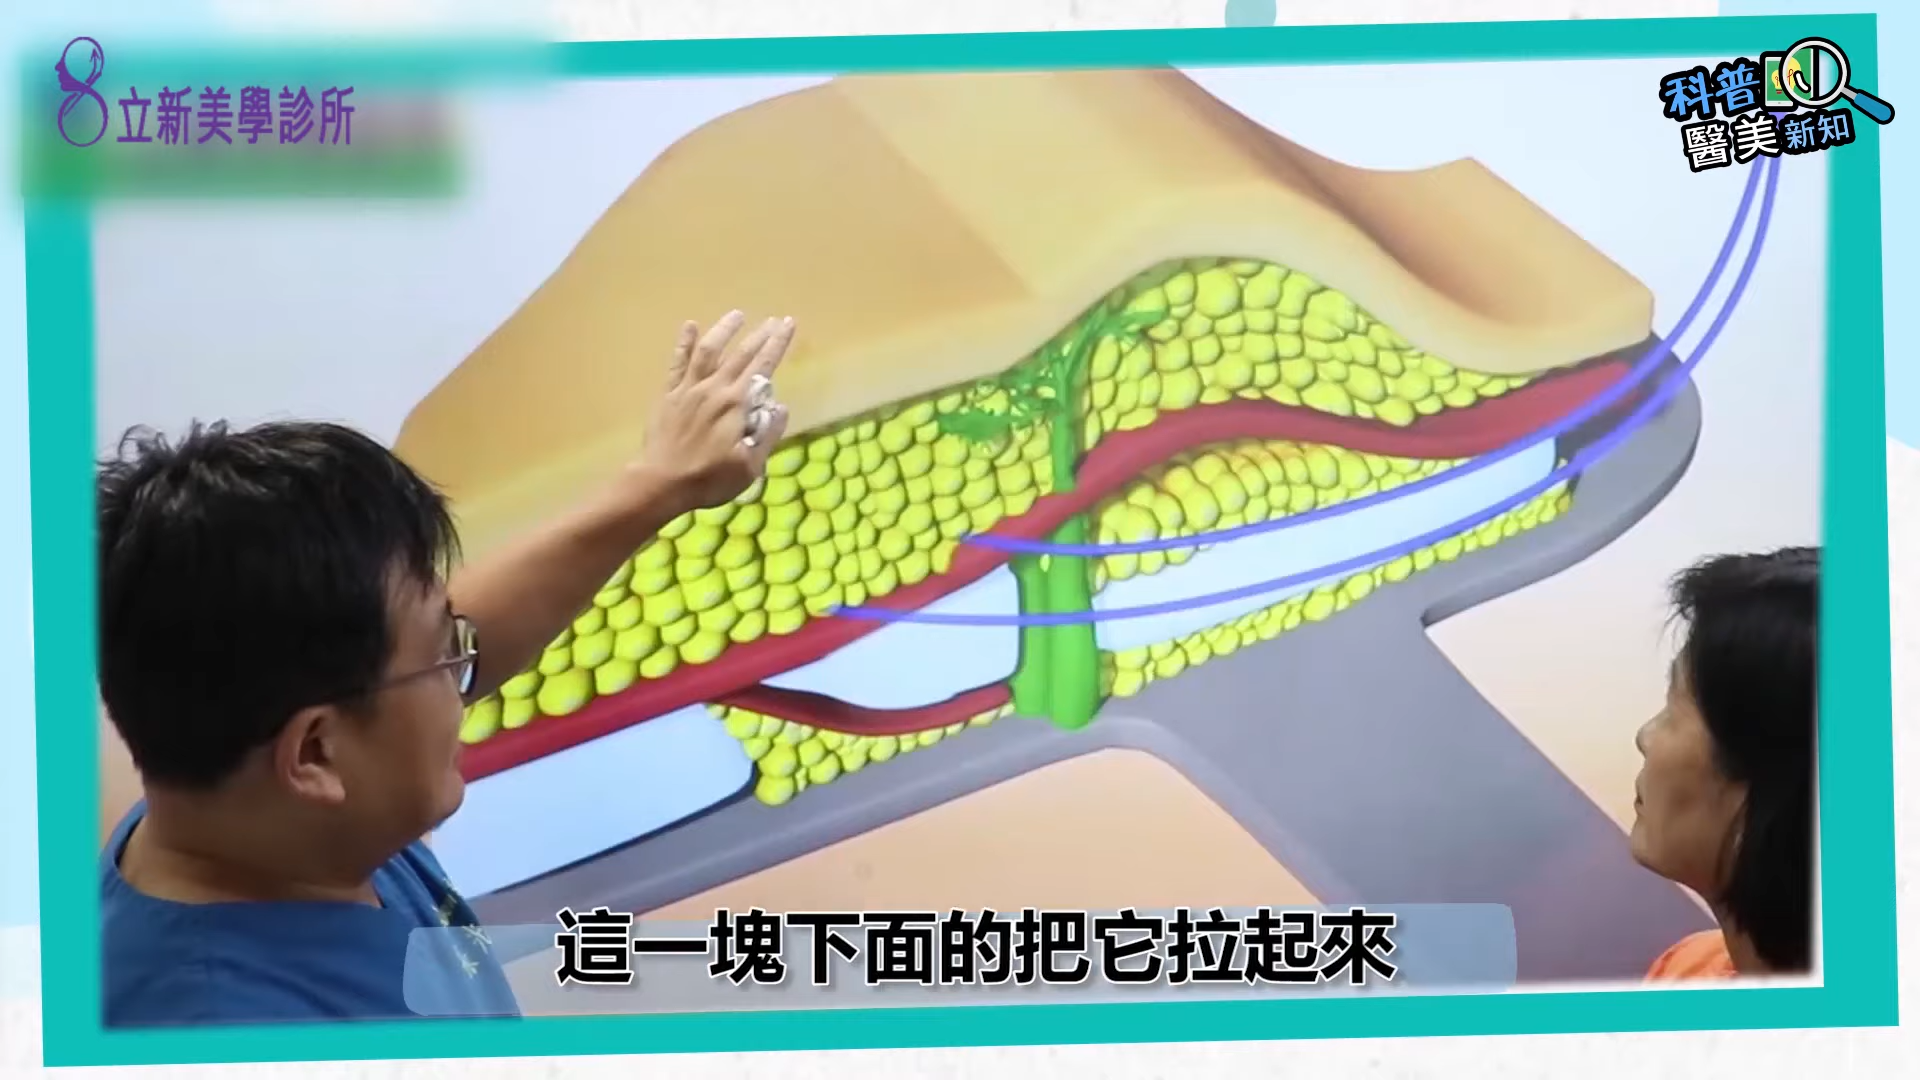 立新美學診所
科普
醫美新知
這一塊下面的把它拉起來